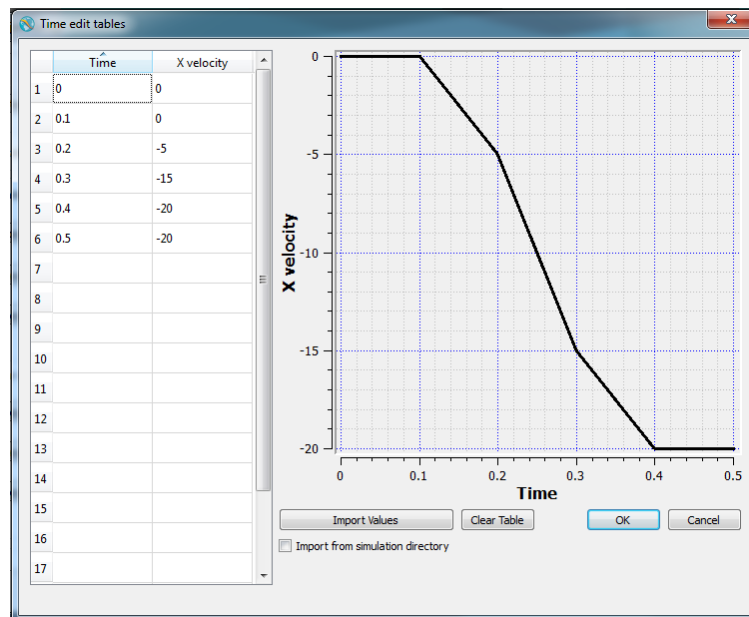 Time edit tables
Time X velocity
1 0 0
2 0.1 0
3 0.2 -5
4 0.3 -15
5 0.4 -20
6 0.5 -20
7
8
9
10
11
12
13
14
15
16
17
0
-5
-10
-15
-20
X velocity
0 0.1 0.2 0.3 0.4 0.5
Time
Import Values Clear Table OK Cancel
Import from simulation directory